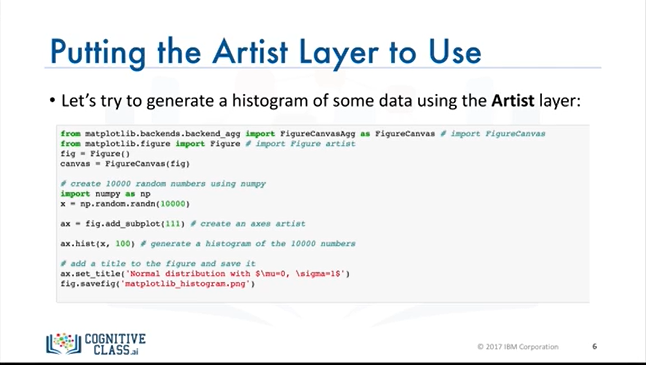 Putting the Artist Layer to Use
• Let's try to generate a histogram of some data using the Artist layer:
from matplotlib.backends.backend_agg import FigureCanvasAgg as FigureCanvas # import FigureCanvas
from matplotlib.figure import Figure # import Figure artist
fig = Figure()
canvas = FigureCanvas(fig)
# create 10000 random numbers using numpy
import numpy as np
x = np.random.randn(10000)
ax = fig.add_subplot(111) # create an axes artist
ax.hist(x, 100) # generate a histogram of the 10000 numbers
# add a title to the figure and save it
ax.set_title('Normal distribution with $\mu=0, \sigma=1$')
fig.savefig('matplotlib_histogram.png')
COGNITIVE
CLASS.ai
© 2017 IBM Corporation
6